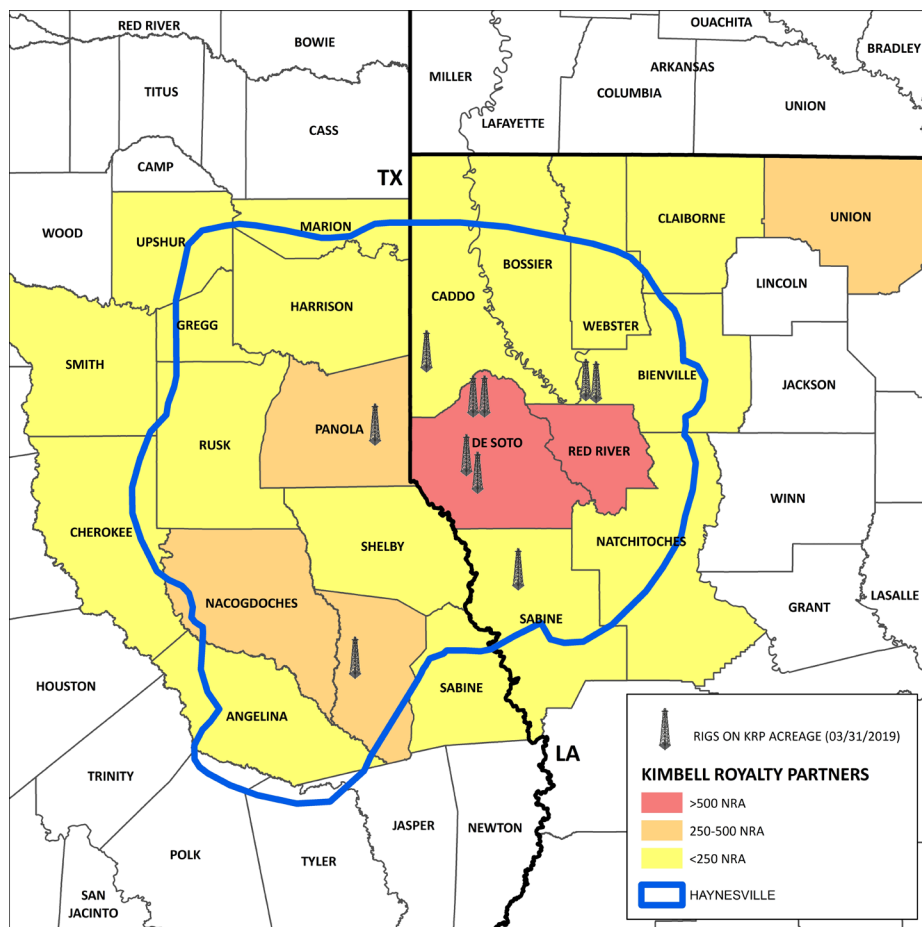 RED RIVER
BOWIE
OUACHITA
BRADLEY
ARKANSAS
MILLER
TITUS
COLUMBIA
UNION
CASS
LAFAYETTE
CAMP
TX
WOOD
UPSHUR
MARION
CLAIBORNE
UNION
BOSSIER
LINCOLN
HARRISON
CADDO
GREGG
WEBSTER
SMITH
BIENVILLE
JACKSON
PANOLA
RUSK
DE SOTO
RED RIVER
WINN
CHEROKEE
SHELBY
NATCHITOCHES
NACOGDOCHES
LASALLE
GRANT
SABINE
HOUSTON
SABINE
ANGELINA
LA
TRINITY
JASPER
NEWTON
POLK
TYLER
SAN
JACINTO
RIGS ON KRP ACREAGE (03/31/2019)
KIMBELL ROYALTY PARTNERS
>500 NRA
250-500 NRA
<250 NRA
HAYNESVILLE